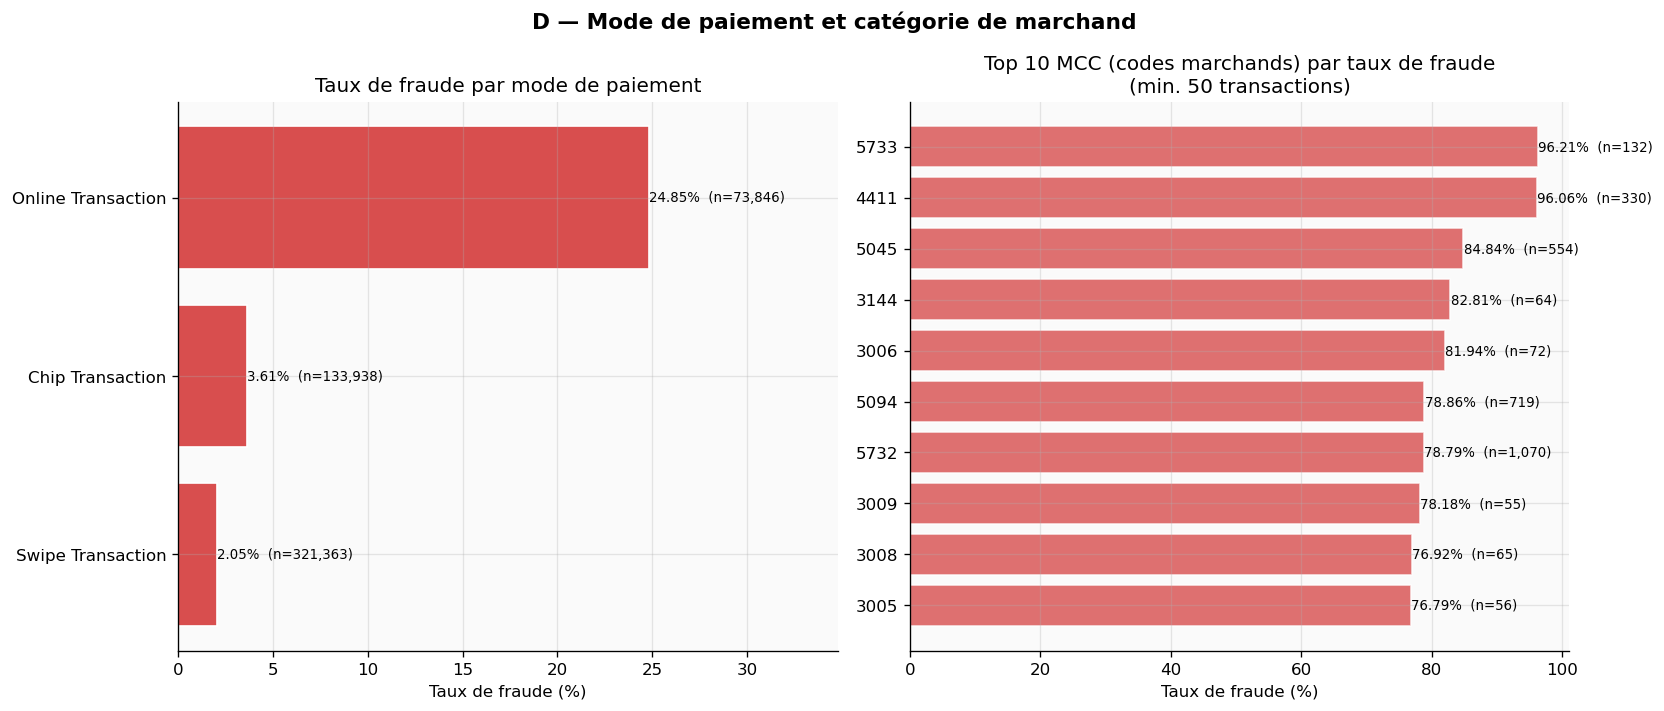 D — Mode de paiement et catégorie de marchand
Taux de fraude par mode de paiement
Online Transaction
24.85%  (n=73,846)
Chip Transaction
3.61%  (n=133,938)
Swipe Transaction
2.05%  (n=321,363)
0 5 10 15 20 25 30
Taux de fraude (%)
Top 10 MCC (codes marchands) par taux de fraude
(min. 50 transactions)
5733 96.21%  (n=132)
4411 96.06%  (n=330)
5045 84.84%  (n=554)
3144 82.81%  (n=64)
3006 81.94%  (n=72)
5094 78.86%  (n=719)
5732 78.79%  (n=1,070)
3009 78.18%  (n=55)
3008 76.92%  (n=65)
3005 76.79%  (n=56)
0 20 40 60 80 100
Taux de fraude (%)